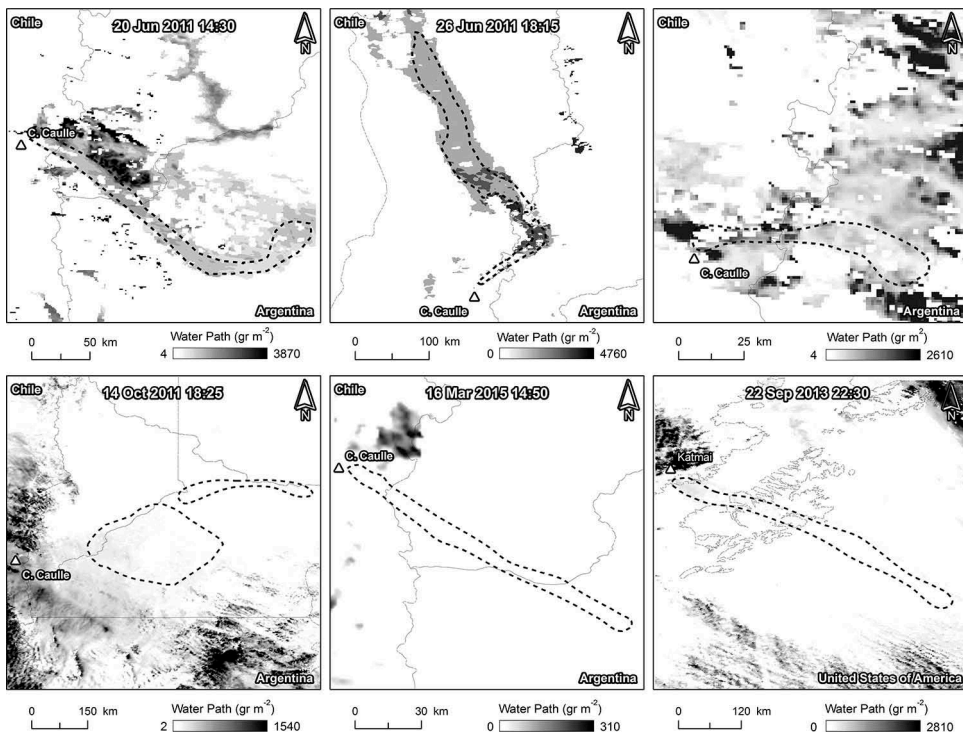 Chile
20 Jun 2011 14:30
N
C. Caulle
Argentina
0 50 km
Water Path (gr m-2)
4 3870
26 Jun 2011 18:15
N
C. Caulle
Argentina
0 100 km
Water Path (gr m-2)
0 4760
Chile
N
C. Caulle
Argentina
0 25 km
Water Path (gr m-2)
4 2610
Chile
14 Oct 2011 18:25
N
C. Caulle
Argentina
0 150 km
Water Path (gr m-2)
2 1540
Chile
16 Mar 2015 14:50
N
C. Caulle
Argentina
0 30 km
Water Path (gr m-2)
0 310
22 Sep 2013 22:30
N
Katmai
United States of America
0 120 km
Water Path (gr m-2)
0 2810